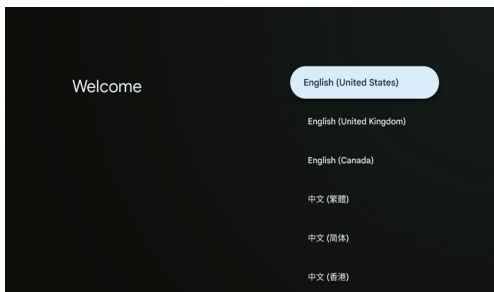 Welcome
English (United States)
English (United Kingdom)
English (Canada)
中文 (繁體)
中文 (简体)
中文 (香港)